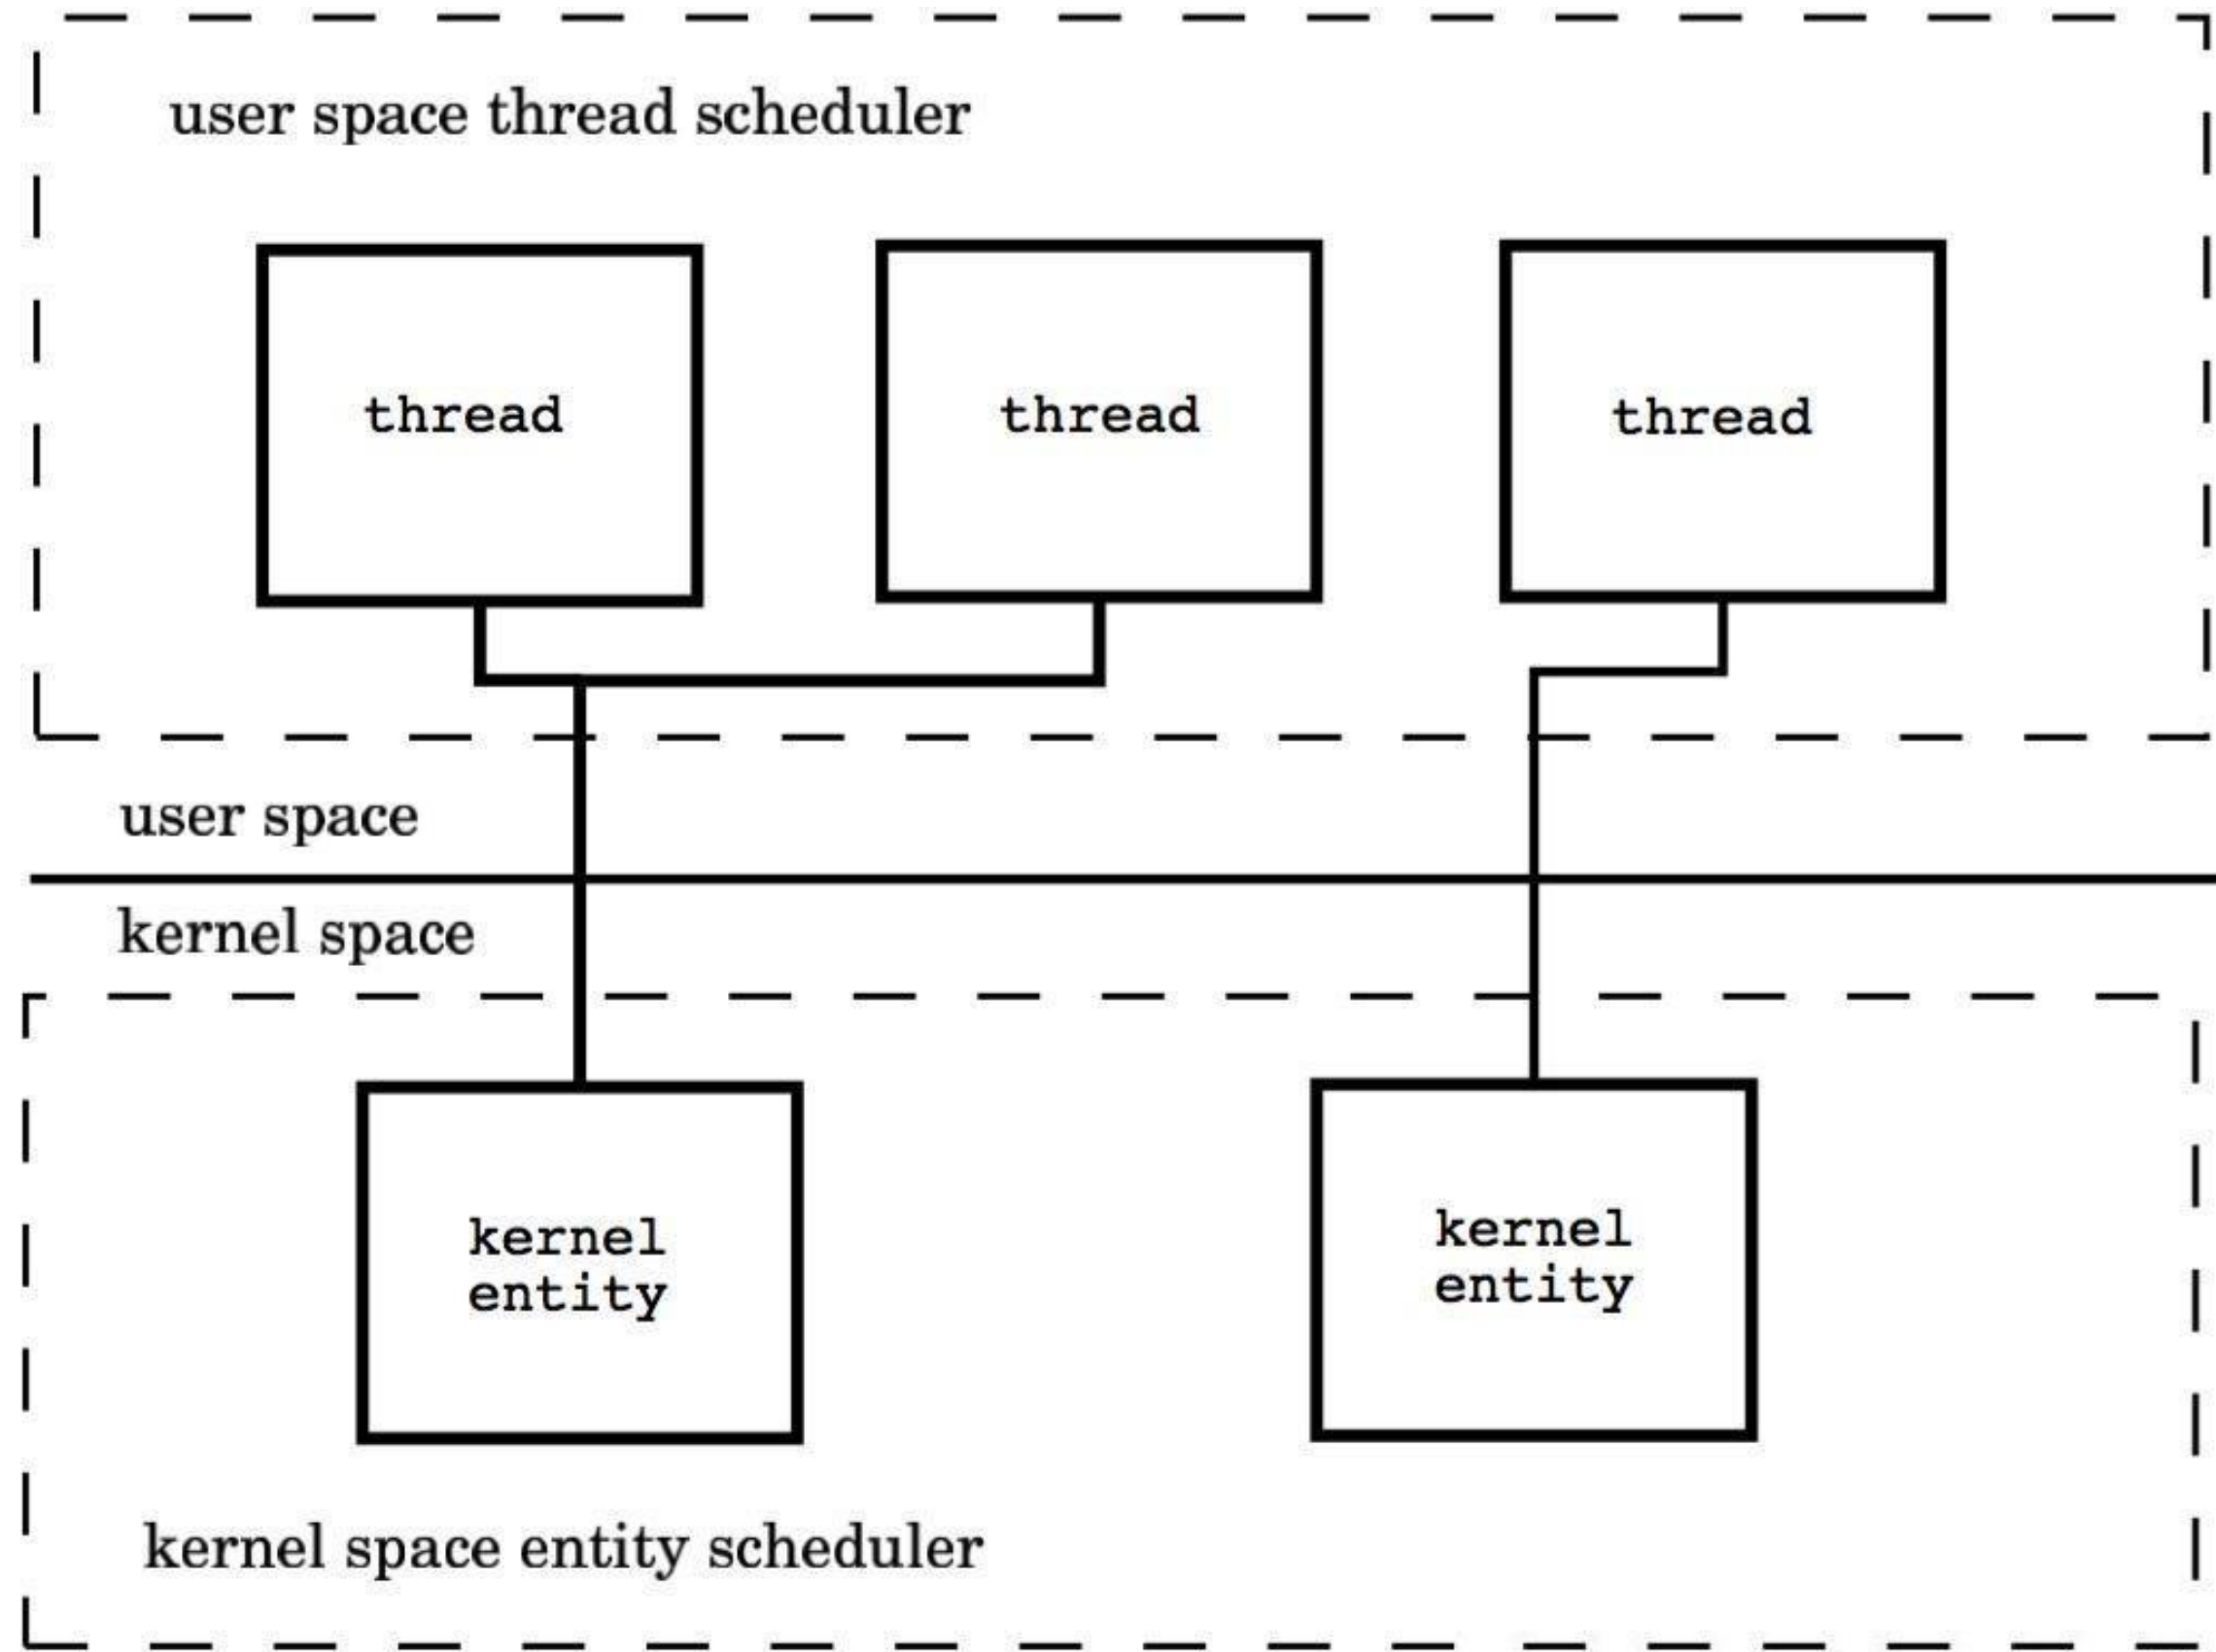 user space thread scheduler
thread
thread
thread
user space
kernel space
kernel
entity
kernel
entity
kernel space entity scheduler